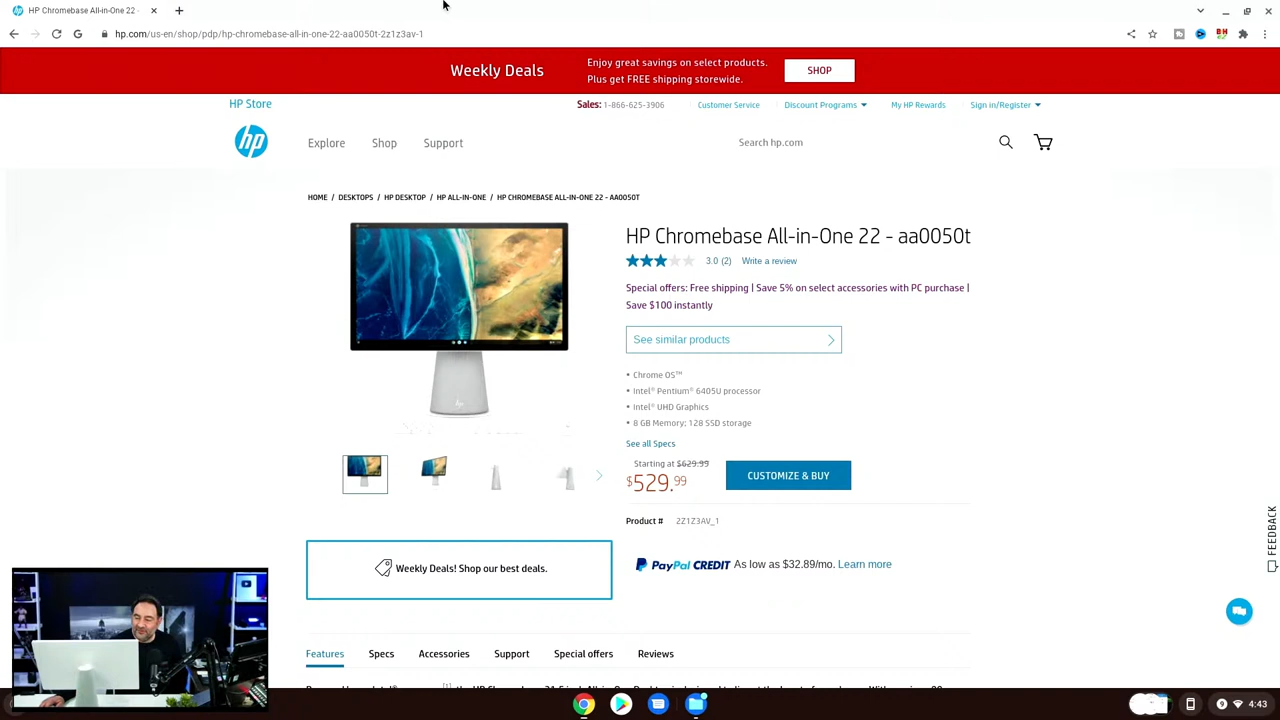 HP Chromebase All-in-One 22 -
hp.com/us-en/shop/pdp/hp-chromebase-all-in-one-22-aa0050t-2z1z3av-1
Weekly Deals
Enjoy great savings on select products.
Plus get FREE shipping storewide.
SHOP
HP Store
Sales: 1-866-625-3906
Customer Service
Discount Programs
My HP Rewards
Sign in/Register
hp
Explore
Shop
Support
Search hp.com
HOME / DESKTOPS / HP DESKTOP / HP ALL-IN-ONE / HP CHROMEBASE ALL-IN-ONE 22 - AA0050T
HP Chromebase All-in-One 22 - aa0050t
3.0 (2) Write a review
Special offers: Free shipping | Save 5% on select accessories with PC purchase |
Save $100 instantly
See similar products
• Chrome OS™
• Intel® Pentium® 6405U processor
• Intel® UHD Graphics
• 8 GB Memory; 128 SSD storage
See all Specs
Starting at $629.99
$529.99
CUSTOMIZE & BUY
Product # 2Z1Z3AV_1
Weekly Deals! Shop our best deals.
PayPal CREDIT As low as $32.89/mo. Learn more
FEEDBACK
Features
Specs
Accessories
Support
Special offers
Reviews
4:43